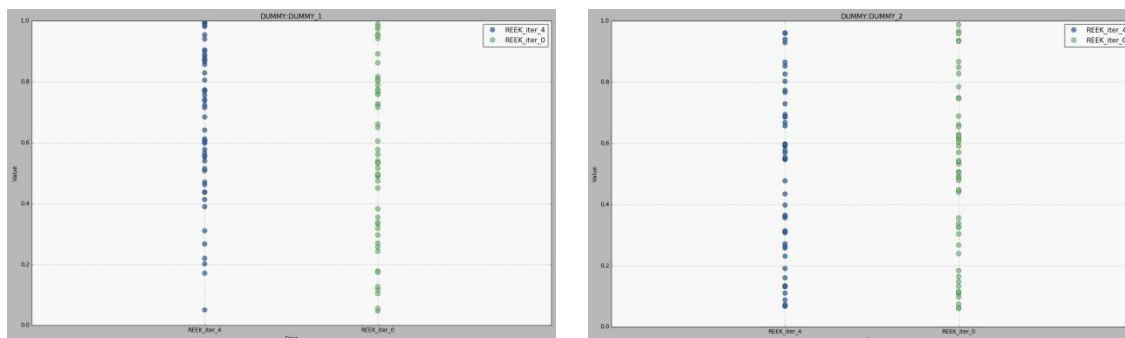 DUMMY:DUMMY_1
REEK_iter_4
REEK_iter_0
1.0
0.8
0.6
0.4
0.2
0.0
Value
REEK_iter_4
REEK_iter_0
DUMMY:DUMMY_2
REEK_iter_4
REEK_iter_0
1.0
0.8
0.6
0.4
0.2
0.0
Value
REEK_iter_4
REEK_iter_0